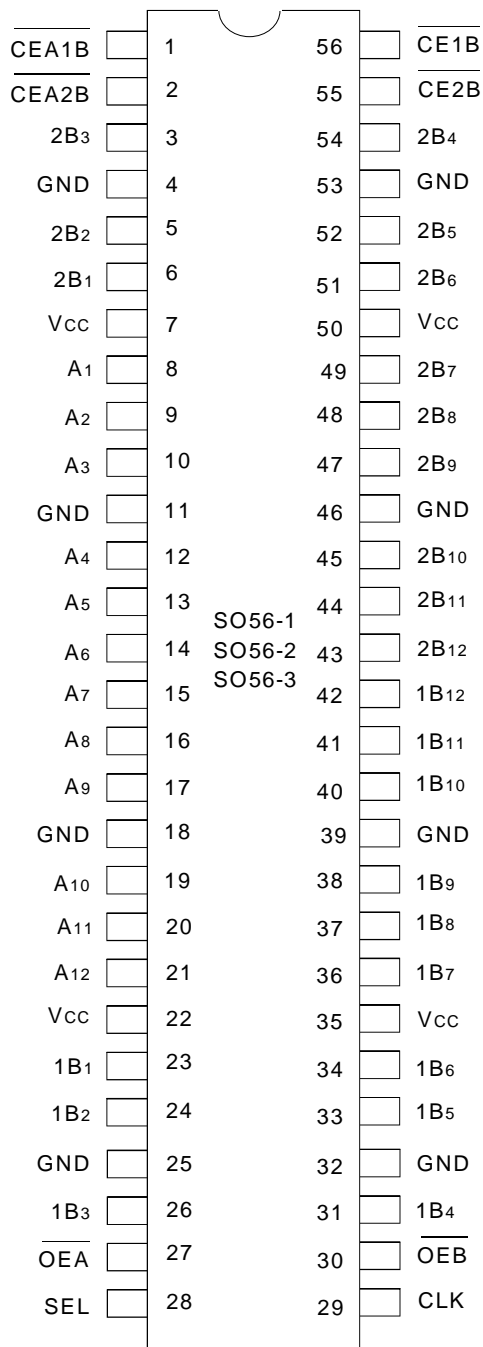 CEA1B 1 56 CE1B
CEA2B 2 55 CE2B
2B3 3 54 2B4
GND 4 53 GND
2B2 5 52 2B5
2B1 6 51 2B6
VCC 7 50 VCC
A1 8 49 2B7
A2 9 48 2B8
A3 10 47 2B9
GND 11 46 GND
A4 12 45 2B10
A5 13 44 2B11
SO56-1
A6 14 SO56-2 43 2B12
SO56-3
A7 15 42 1B12
A8 16 41 1B11
A9 17 40 1B10
GND 18 39 GND
A10 19 38 1B9
A11 20 37 1B8
A12 21 36 1B7
VCC 22 35 VCC
1B1 23 34 1B6
1B2 24 33 1B5
GND 25 32 GND
1B3 26 31 1B4
OEA 27 30 OEB
SEL 28 29 CLK